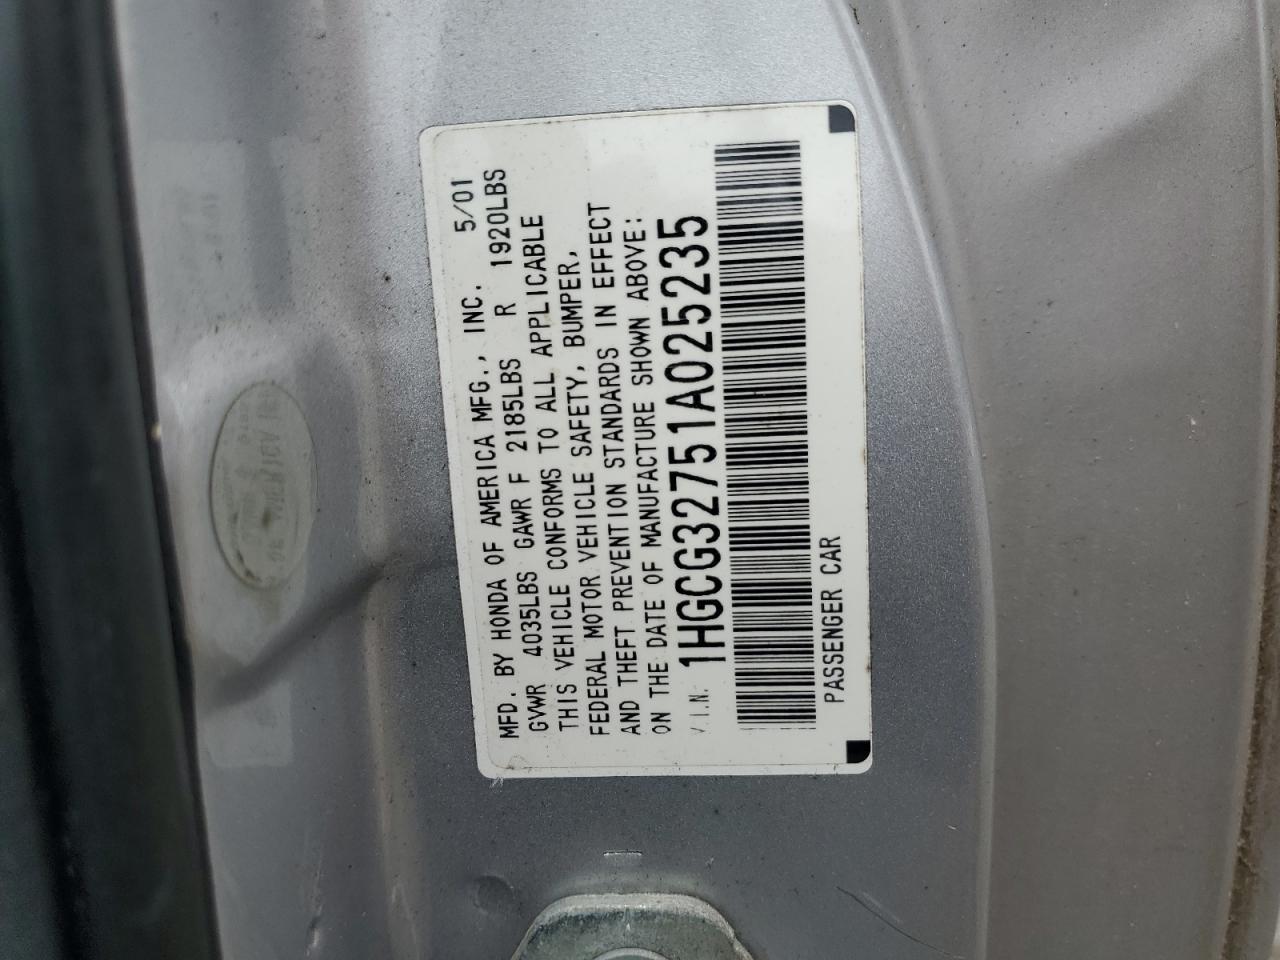 MFD. BY HONDA OF AMERICA MFG., INC. 5/01
GVWR 4035LBS GAWR F 2185LBS R 1920LBS
THIS VEHICLE CONFORMS TO ALL APPLICABLE
FEDERAL MOTOR VEHICLE SAFETY, BUMPER,
AND THEFT PREVENTION STANDARDS IN EFFECT
ON THE DATE OF MANUFACTURE SHOWN ABOVE:
V.I.N: 1HGCG32751A025235
PASSENGER CAR